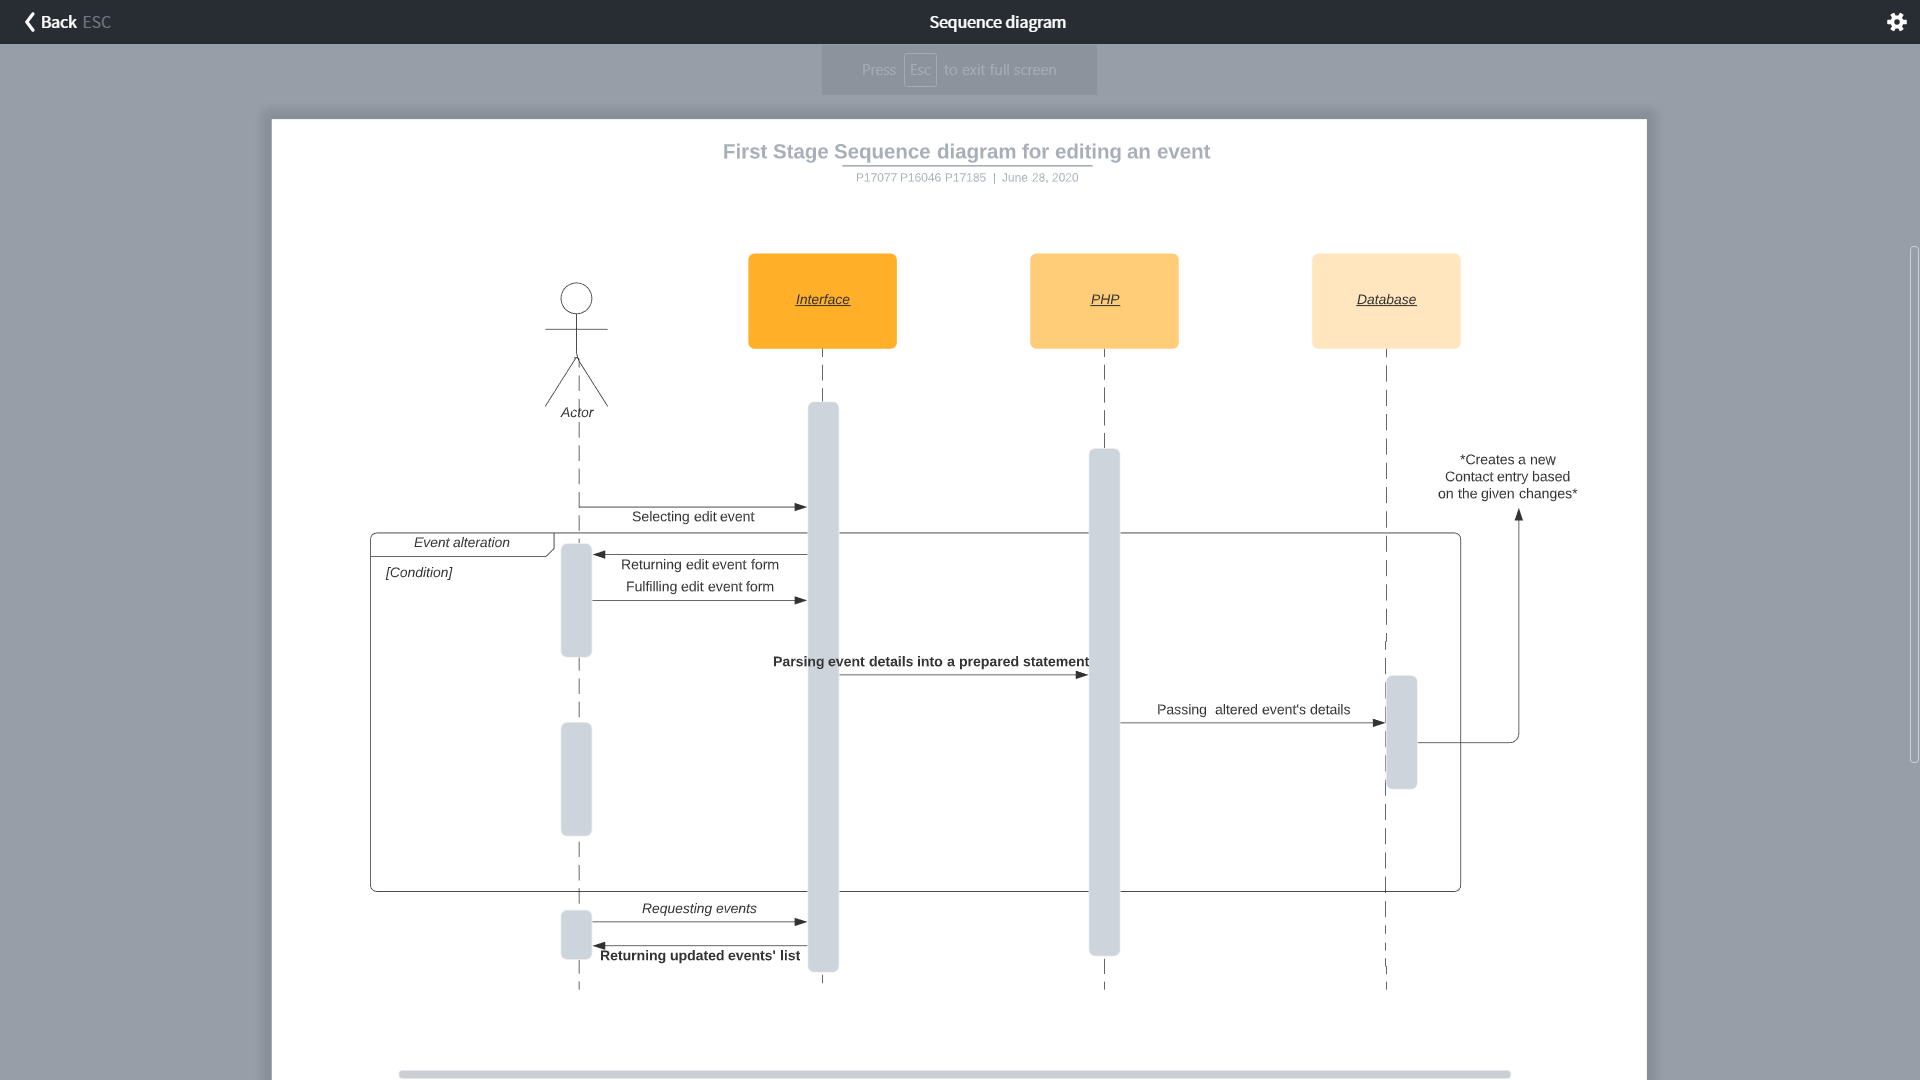 Back ESC
Sequence diagram
Press Esc to exit full screen
First Stage Sequence diagram for editing an event
P17077 P16046 P17185 | June 28, 2020
Interface
PHP
Database
Actor
*Creates a new
Contact entry based
on the given changes*
Selecting edit event
Event alteration
[Condition]
Returning edit event form
Fulfilling edit event form
Parsing event details into a prepared statement
Passing altered event's details
Requesting events
Returning updated events' list